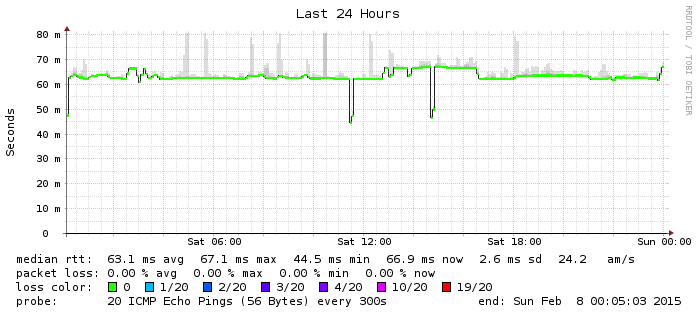 Last 24 Hours
RRDTOOL / TOBI OETIKER
Seconds
80 m
70 m
60 m
50 m
40 m
30 m
20 m
10 m
0
Sat 06:00 Sat 12:00 Sat 18:00 Sun 00:00
median rtt: 63.1 ms avg 67.1 ms max 44.5 ms min 66.9 ms now 2.6 ms sd 24.2 am/s
packet loss: 0.00 % avg 0.00 % max 0.00 % min 0.00 % now
loss color: 0 1/20 2/20 3/20 4/20 10/20 19/20
probe: 20 ICMP Echo Pings (56 Bytes) every 300s end: Sun Feb 8 00:05:03 2015